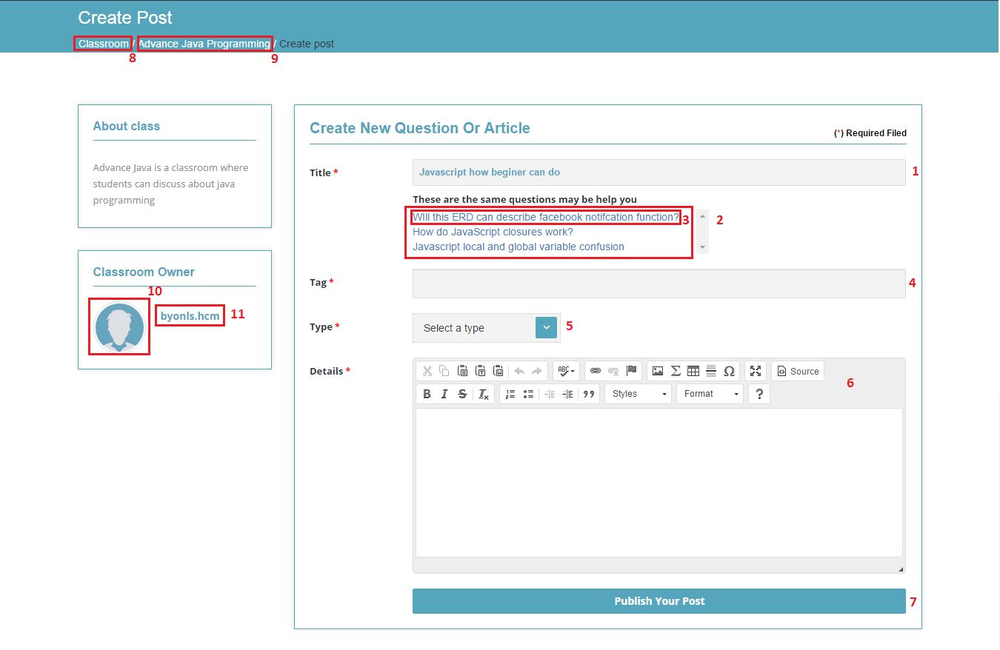 Create Post
Classroom / Advance Java Programming / Create post
8 9
About class
Advance Java is a classroom where
students can discuss about java
programming
Classroom Owner
10
byonls.hcm 11
Create New Question Or Article
(*) Required Filed
Title * Javascript how beginer can do 1
These are the same questions may be help you
WIll this ERD can describe facebook notifcation function? 3 2
How do JavaScript closures work?
Javascript local and global variable confusion
Tag * 4
Type * Select a type 5
Details * ABC Σ Ω Source 6
B I S Tx Styles Format ?
Publish Your Post 7